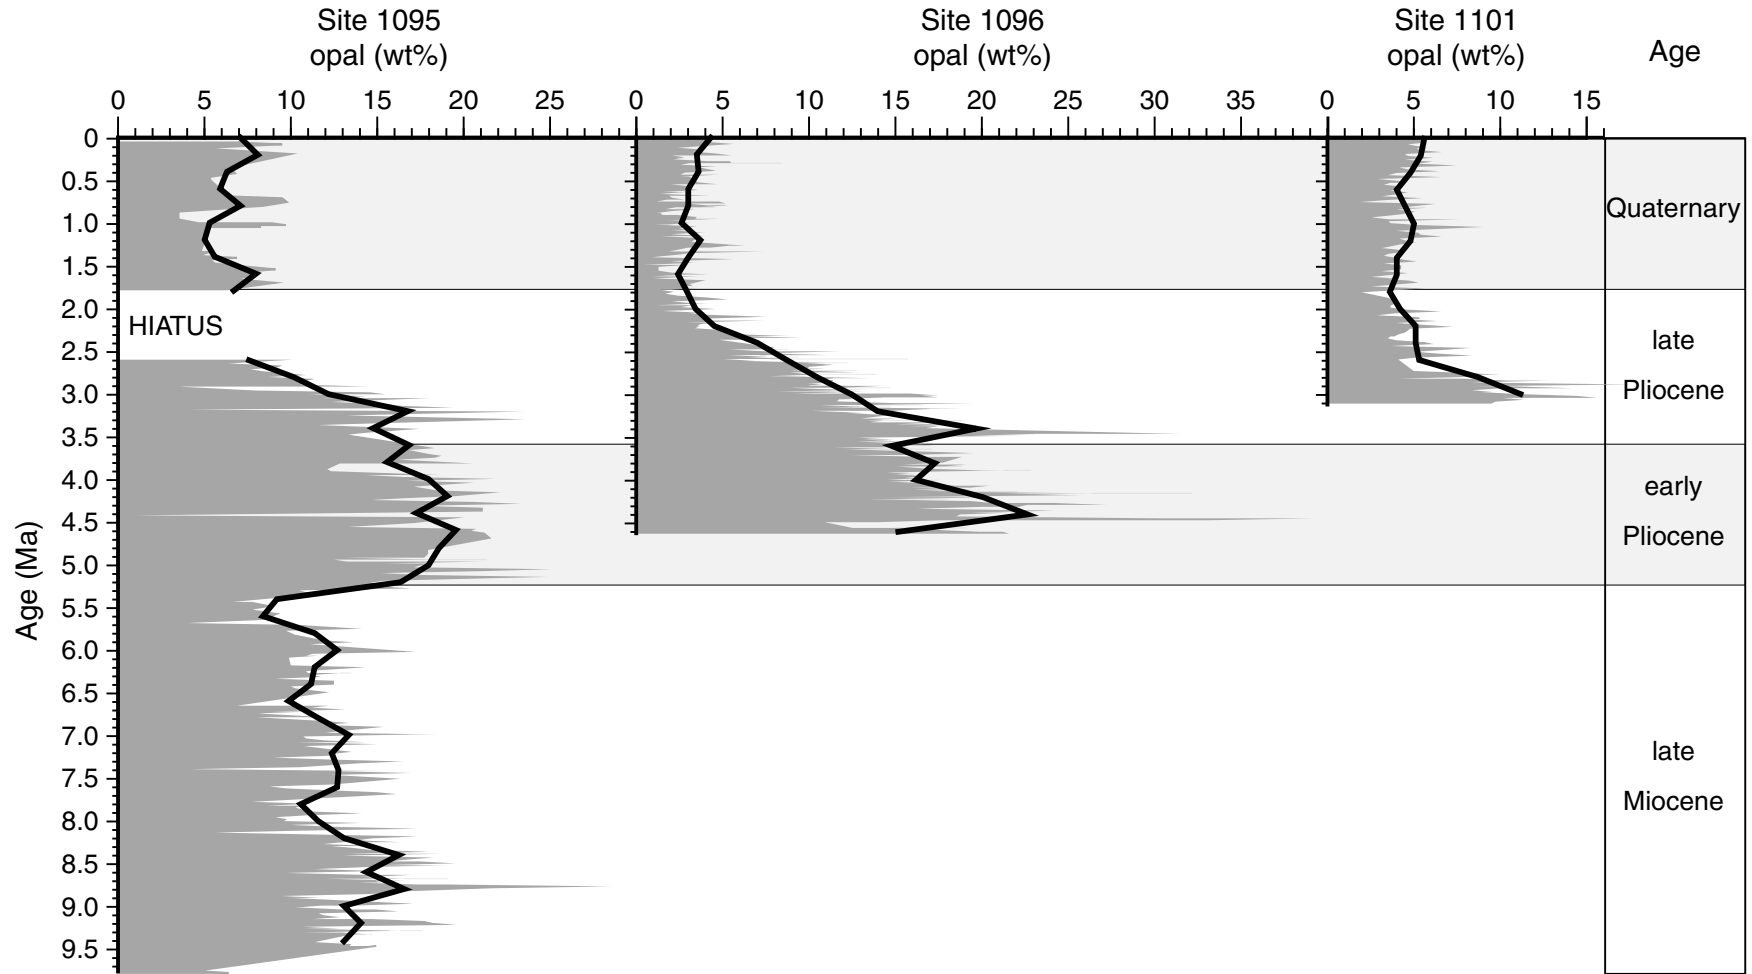 Site 1095
opal (wt%)
Site 1096
opal (wt%)
Site 1101
opal (wt%)
Age
0 5 10 15 20 25
0 5 10 15 20 25 30 35
0 5 10 15
0
0.5
1.0
1.5
2.0
2.5
3.0
3.5
4.0
4.5
5.0
5.5
6.0
6.5
7.0
7.5
8.0
8.5
9.0
9.5
Age (Ma)
HIATUS
Quaternary
late
Pliocene
early
Pliocene
late
Miocene